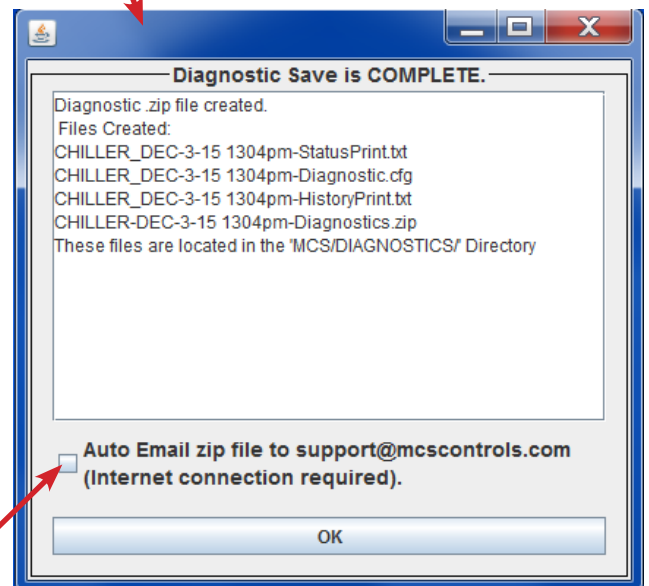 Diagnostic Save is COMPLETE.
Diagnostic .zip file created.
Files Created:
CHILLER_DEC-3-15 1304pm-StatusPrint.txt
CHILLER_DEC-3-15 1304pm-Diagnostic.cfg
CHILLER_DEC-3-15 1304pm-HistoryPrint.txt
CHILLER-DEC-3-15 1304pm-Diagnostics.zip
These files are located in the 'MCS/DIAGNOSTICS/' Directory
Auto Email zip file to support@mcscontrols.com
(Internet connection required).
OK